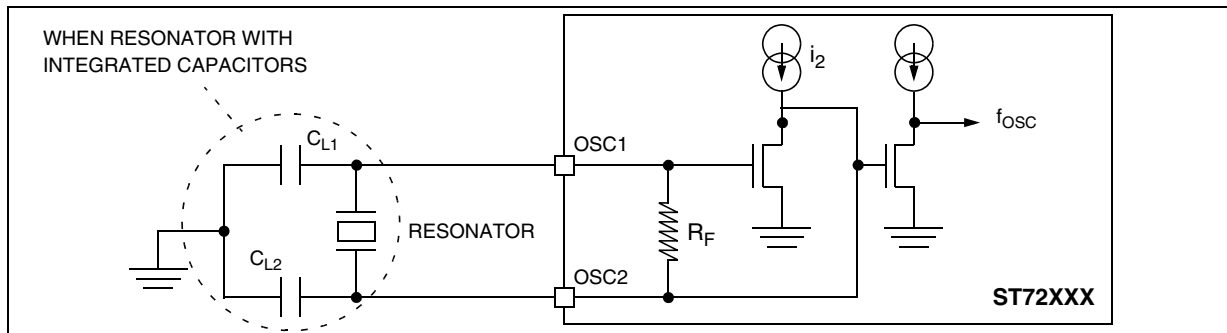 WHEN RESONATOR WITH
INTEGRATED CAPACITORS
i2
fOSC
CL1
OSC1
RESONATOR
RF
CL2
OSC2
ST72XXX